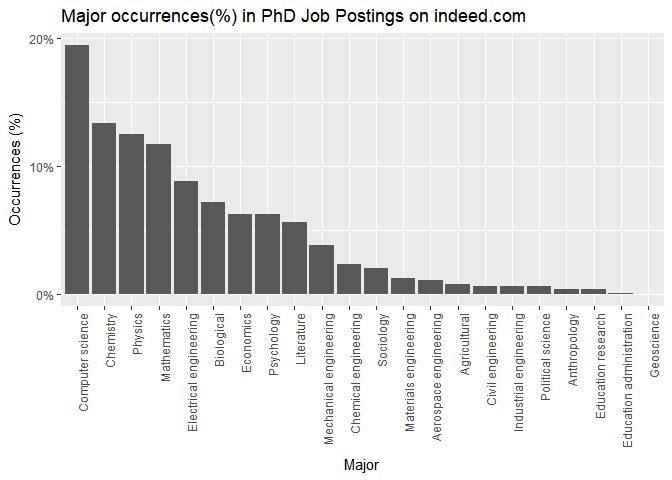 Major occurrences(%) in PhD Job Postings on indeed.com
Occurrences (%)
20%
10%
0%
Computer science
Chemistry
Physics
Mathematics
Electrical engineering
Biological
Economics
Psychology
Literature
Mechanical engineering
Chemical engineering
Sociology
Materials engineering
Aerospace engineering
Agricultural
Civil engineering
Industrial engineering
Political science
Anthropology
Education research
Education administration
Geoscience
Major